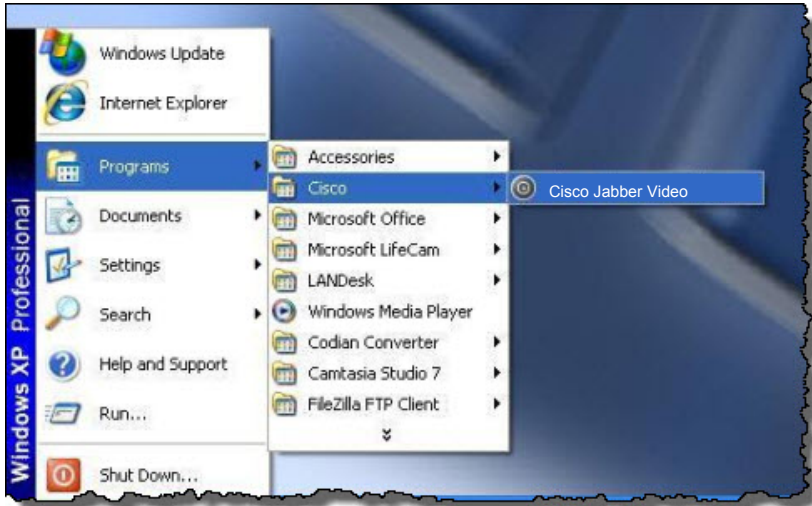 Windows XP Professional
Windows Update
Internet Explorer
Programs
Documents
Settings
Search
Help and Support
Run...
Shut Down...
Accessories
Cisco
Microsoft Office
Microsoft LifeCam
LANDesk
Windows Media Player
Codian Converter
Camtasia Studio 7
FileZilla FTP Client
Cisco Jabber Video